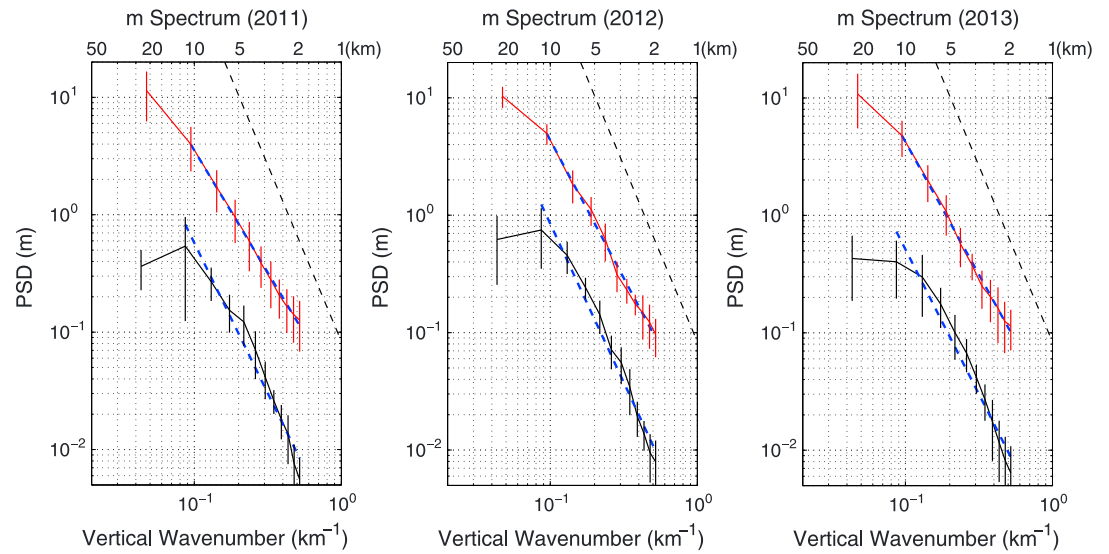 m Spectrum (2011)
50 20 10 5 2 1(km)
10¹
10⁰
10⁻¹
10⁻²
PSD (m)
10⁻¹ 10⁰
Vertical Wavenumber (km⁻¹)
m Spectrum (2012)
50 20 10 5 2 1(km)
10¹
10⁰
10⁻¹
10⁻²
PSD (m)
10⁻¹ 10⁰
Vertical Wavenumber (km⁻¹)
m Spectrum (2013)
50 20 10 5 2 1(km)
10¹
10⁰
10⁻¹
10⁻²
PSD (m)
10⁻¹ 10⁰
Vertical Wavenumber (km⁻¹)